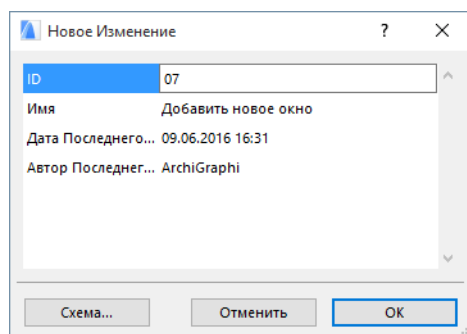 Новое Изменение ?
ID 07
Имя Добавить новое окно
Дата Последнего... 09.06.2016 16:31
Автор Последнег... ArchiGraphi
Схема... Отменить OK